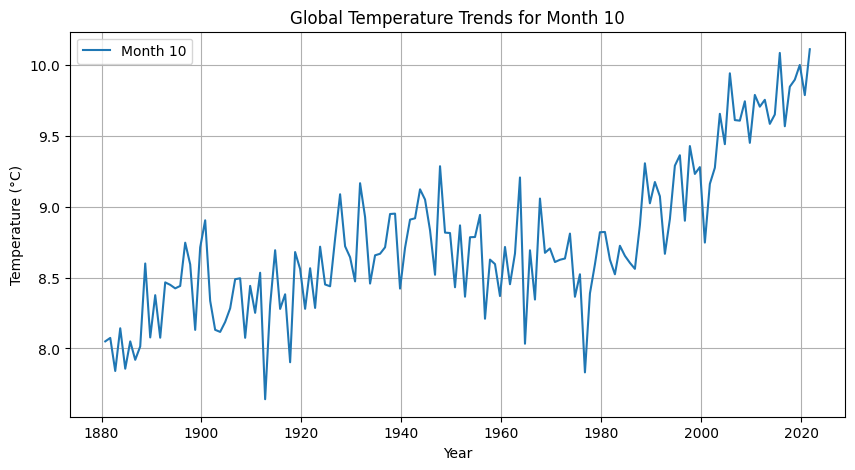 Global Temperature Trends for Month 10
Month 10
Temperature (°C)
10.0
9.5
9.0
8.5
8.0
1880 1900 1920 1940 1960 1980 2000 2020
Year